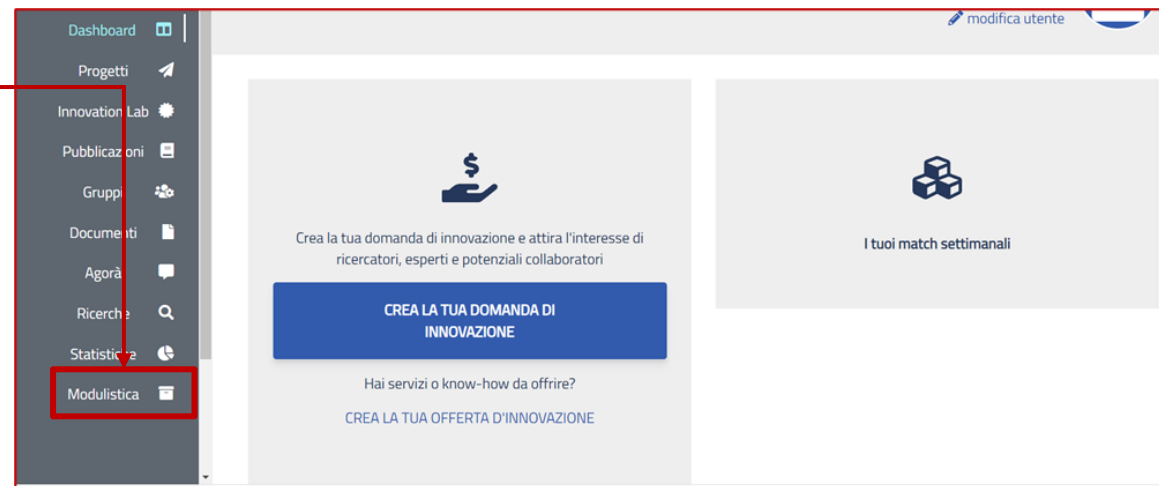 Dashboard
Progetti
Innovation Lab
Pubblicazioni
Gruppi
Documenti
Agorà
Ricerche
Statistiche
Modulistica
modifica utente
Crea la tua domanda di innovazione e attira l'interesse di
ricercatori, esperti e potenziali collaboratori
CREA LA TUA DOMANDA DI
INNOVAZIONE
Hai servizi o know-how da offrire?
CREA LA TUA OFFERTA D'INNOVAZIONE
I tuoi match settimanali